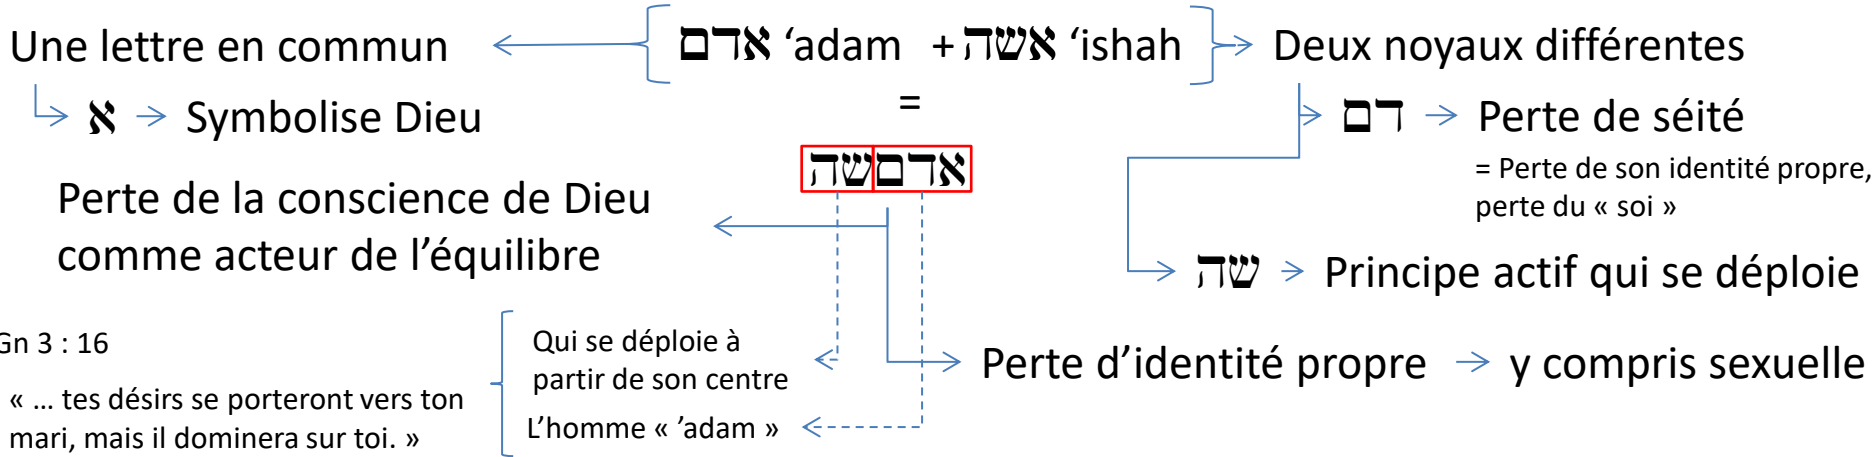 Une lettre en commun
אדם ‘adam + אשה ‘ishah
Deux noyaux différentes
א
Symbolise Dieu
=
דם
Perte de séité
אדםשה
= Perte de son identité propre,
perte du « soi »
Perte de la conscience de Dieu
comme acteur de l’équilibre
שה
Principe actif qui se déploie
Gn 3 : 16
« … tes désirs se porteront vers ton
mari, mais il dominera sur toi. »
Qui se déploie à
partir de son centre
L’homme « ’adam »
Perte d’identité propre
y compris sexuelle